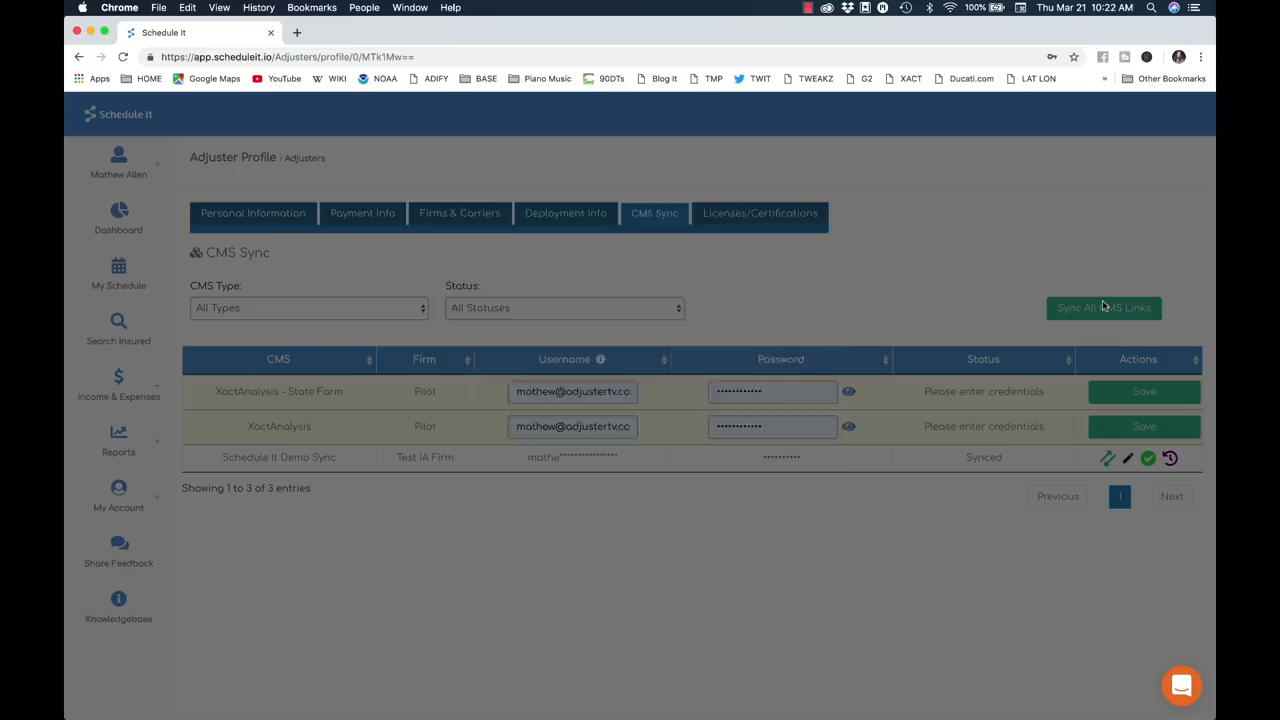 Chrome File Edit View History Bookmarks People Window Help 100% Thu Mar 21 10:22 AM
Schedule It
https://app.scheduleit.io/Adjusters/profile/0/MTk1Mw==
Apps HOME Google Maps YouTube WIKI NOAA ADIFY BASE Piano Music 90DTs Blog It TMP TWIT TWEAKZ G2 XACT Ducati.com LAT LON » Other Bookmarks
Schedule It
Mathew Allen
Dashboard
My Schedule
Search Insured
Income & Expenses
Reports
My Account
Share Feedback
Knowledgebase
Adjuster Profile › Adjusters
Personal Information Payment Info Firms & Carriers Deployment Info CMS Sync Licenses/Certifications
CMS Sync
CMS Type: Status:
All Types All Statuses Sync All CMS Links
CMS Firm Username Password Status Actions
XactAnalysis - State Farm Pilot mathew@adjustertv.co •••••••••••• Please enter credentials Save
XactAnalysis Pilot mathew@adjustertv.co •••••••••••• Please enter credentials Save
Schedule It Demo Sync Test IA Firm mathe**************** •••••••••• Synced
Showing 1 to 3 of 3 entries Previous 1 Next